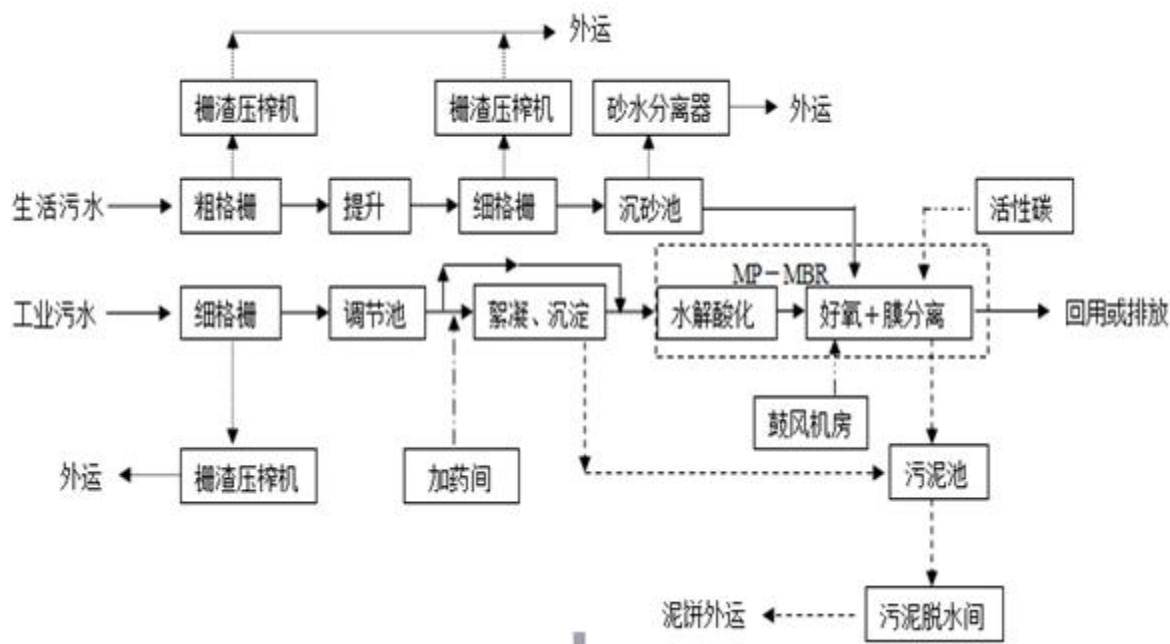 外运
栅渣压榨机
栅渣压榨机
砂水分离器
外运
生活污水
粗格栅
提升
细格栅
沉砂池
活性碳
MP-MBR
工业污水
细格栅
调节池
絮凝、沉淀
水解酸化
好氧+膜分离
回用或排放
鼓风机房
外运
栅渣压榨机
加药间
污泥池
泥饼外运
污泥脱水间